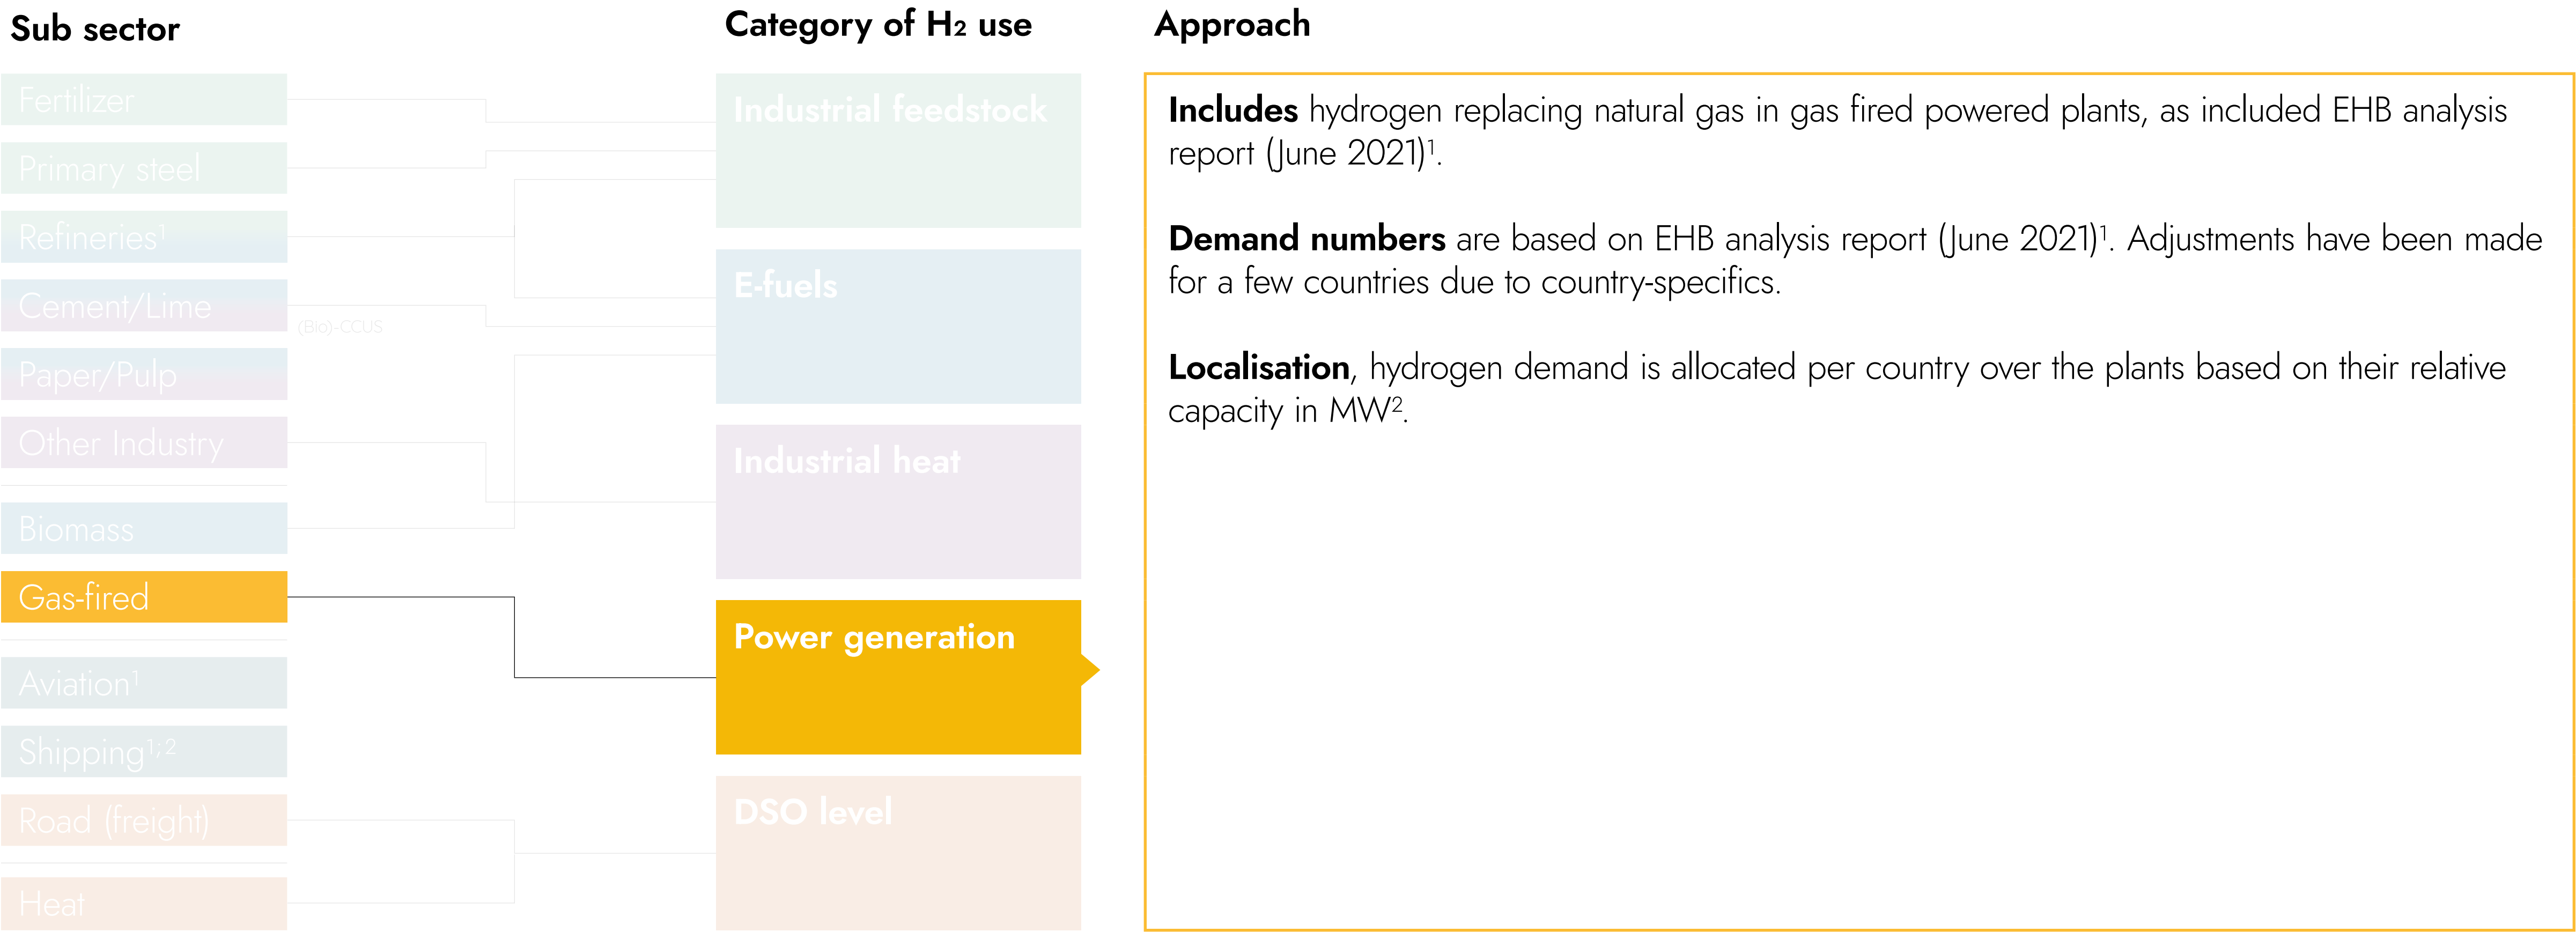 Sub sector
Fertilizer
Primary steel
Refineries¹
Cement/Lime
(Bio)-CCUS
Paper/Pulp
Other Industry
Biomass
Gas-fired
Aviation¹
Shipping¹; ²
Road (freight)
Heat
Category of H₂ use
Industrial feedstock
E-fuels
Industrial heat
Power generation
DSO level
Approach
Includes hydrogen replacing natural gas in gas fired powered plants, as included EHB analysis
report (June 2021)¹.
Demand numbers are based on EHB analysis report (June 2021)¹. Adjustments have been made
for a few countries due to country-specifics.
Localisation, hydrogen demand is allocated per country over the plants based on their relative
capacity in MW².